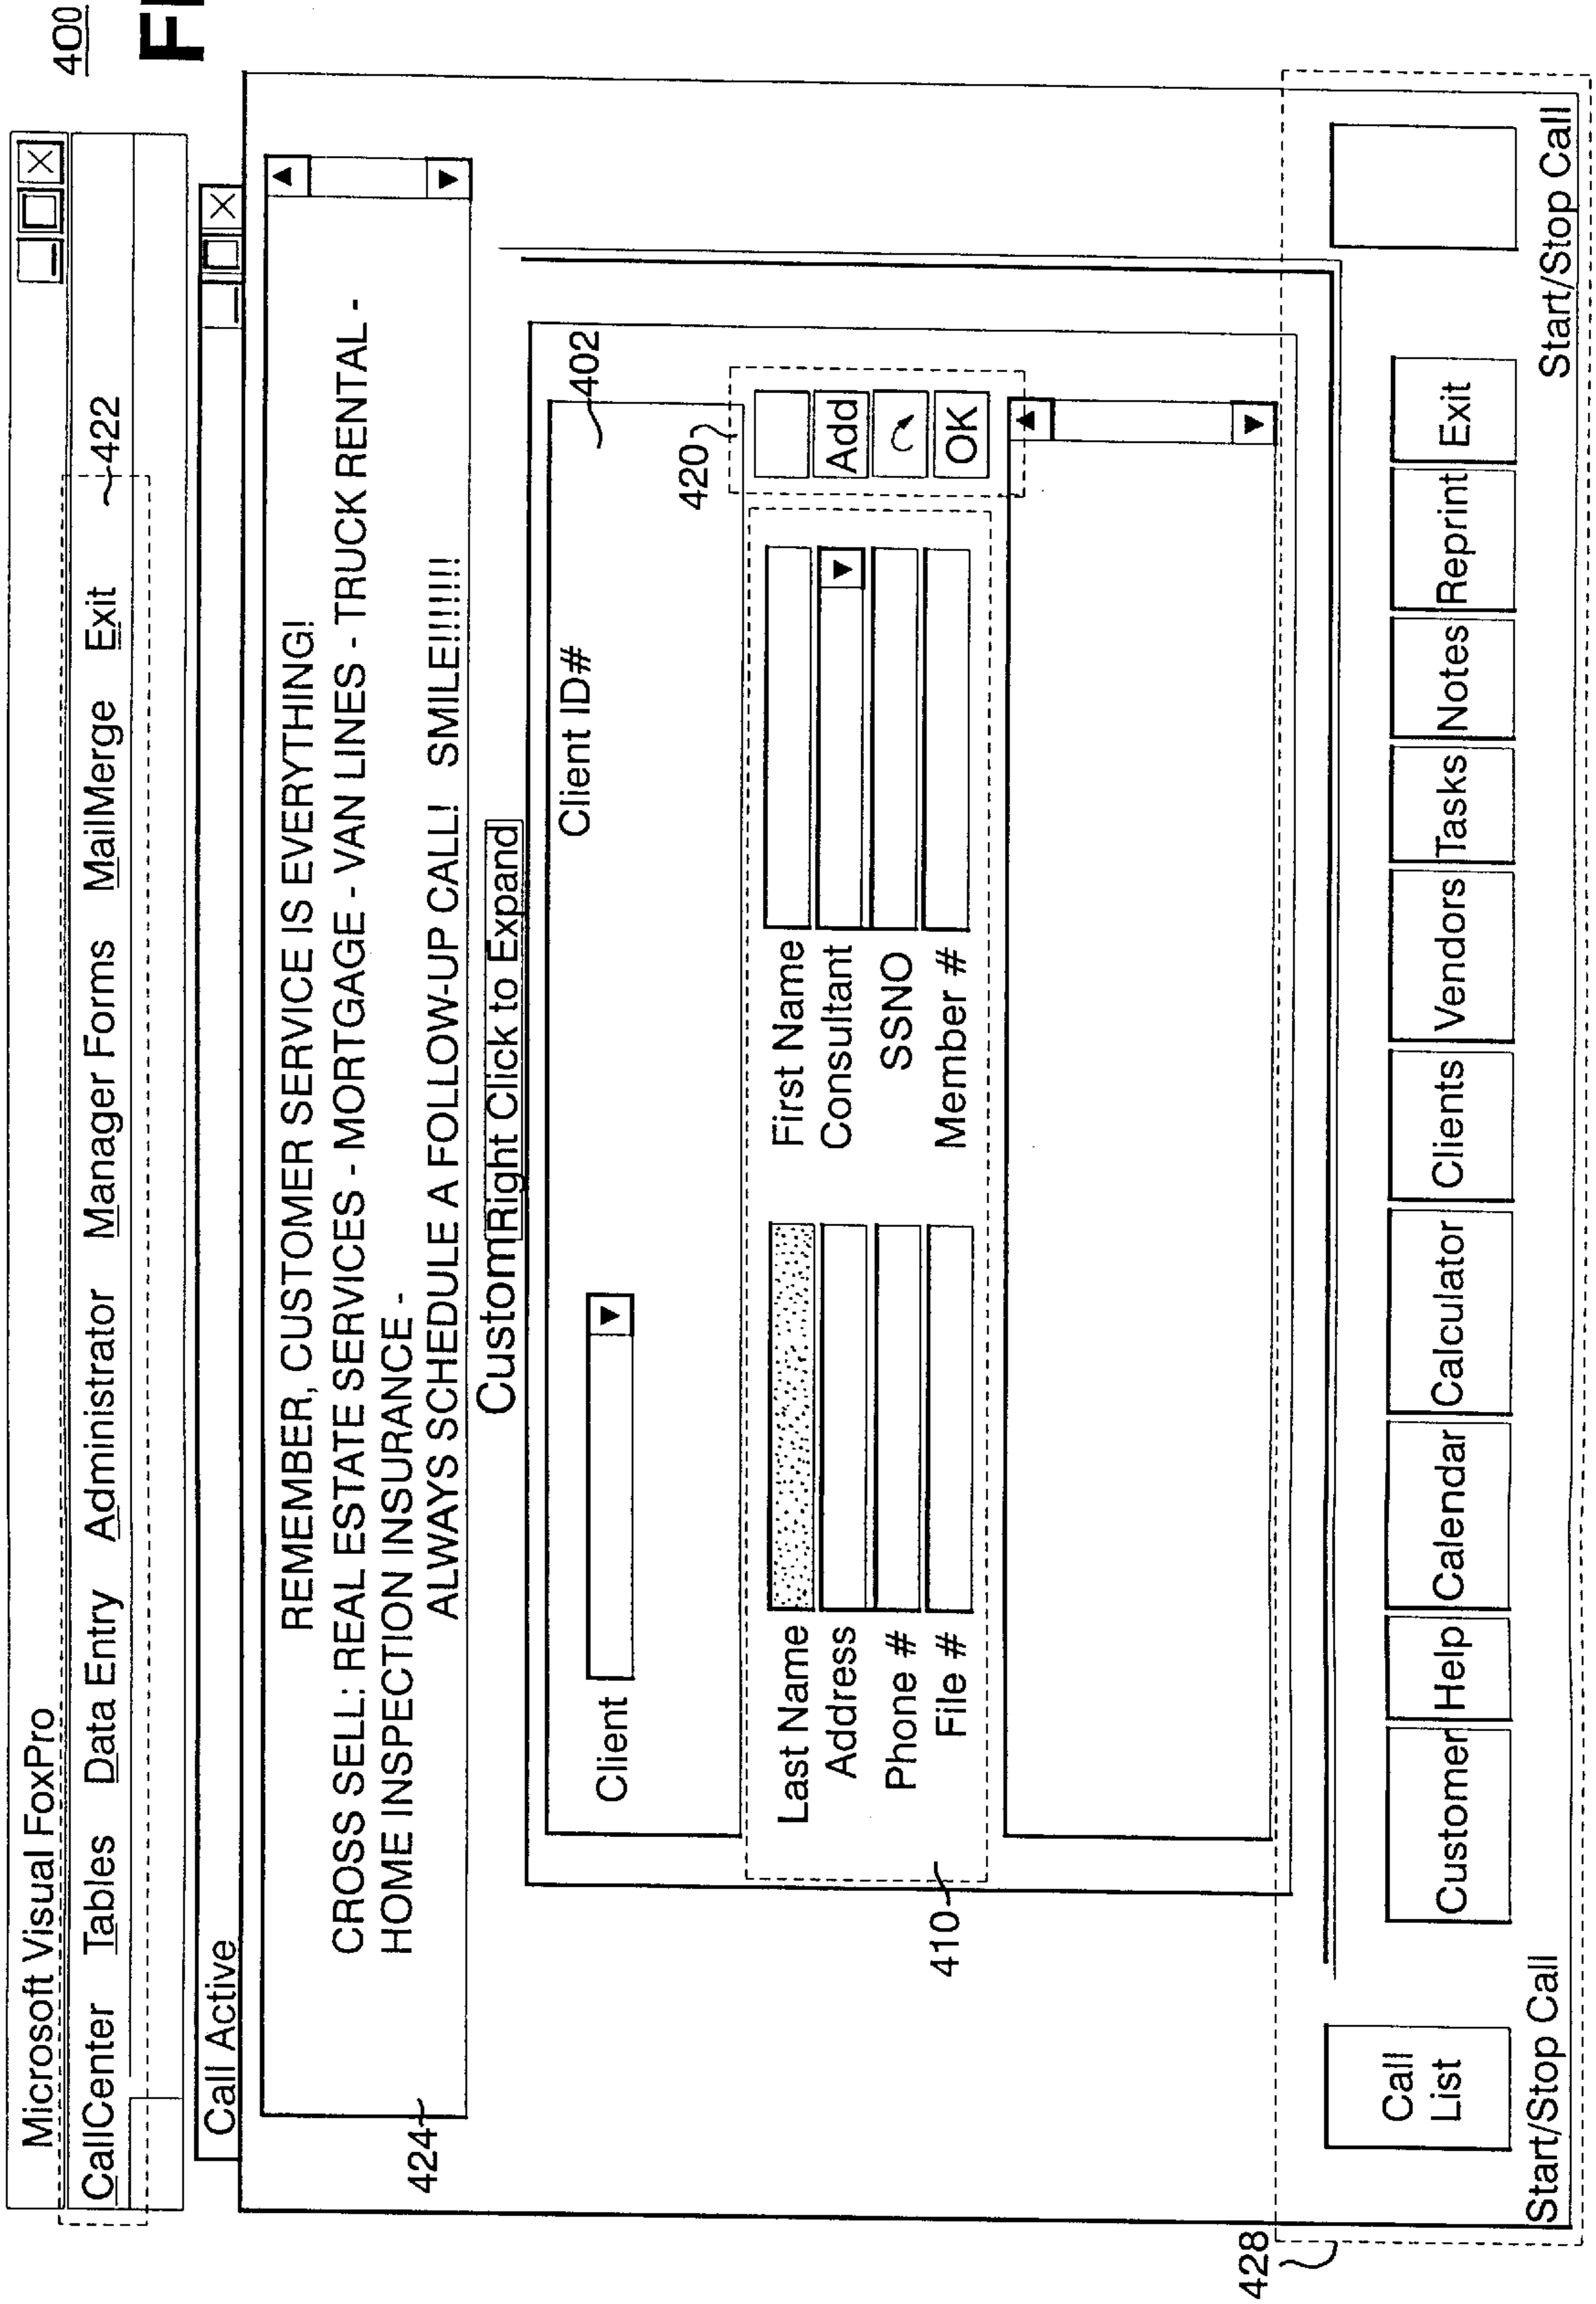 400
FI
Microsoft Visual FoxPro
CallCenter Tables Data Entry Administrator Manager Forms MailMerge Exit 422
Call Active
REMEMBER, CUSTOMER SERVICE IS EVERYTHING!
CROSS SELL: REAL ESTATE SERVICES - MORTGAGE - VAN LINES - TRUCK RENTAL -
HOME INSPECTION INSURANCE -
ALWAYS SCHEDULE A FOLLOW-UP CALL! SMILE!!!!!!!
424
Custom Right Click to Expand
Client ID# 402
Client
420
Last Name First Name
Address Consultant Add
Phone # SSNO
File # Member # OK
410
Call List Customer Help Calendar Calculator Clients Vendors Tasks Notes Reprint Exit
Start/Stop Call Start/Stop Call
428